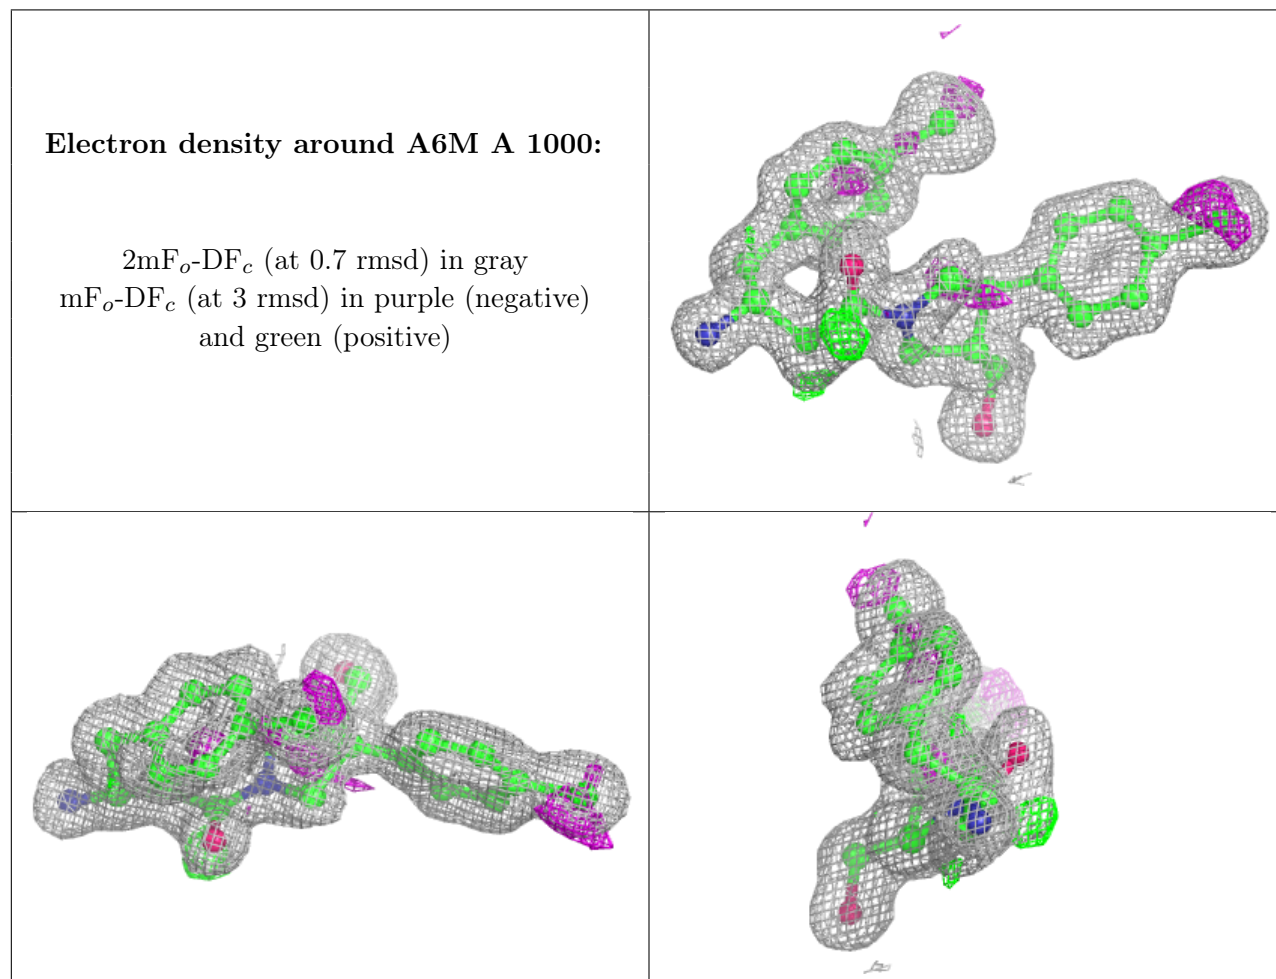 Electron density around A6M A 1000:
2mFo-DFc (at 0.7 rmsd) in gray
mFo-DFc (at 3 rmsd) in purple (negative)
and green (positive)